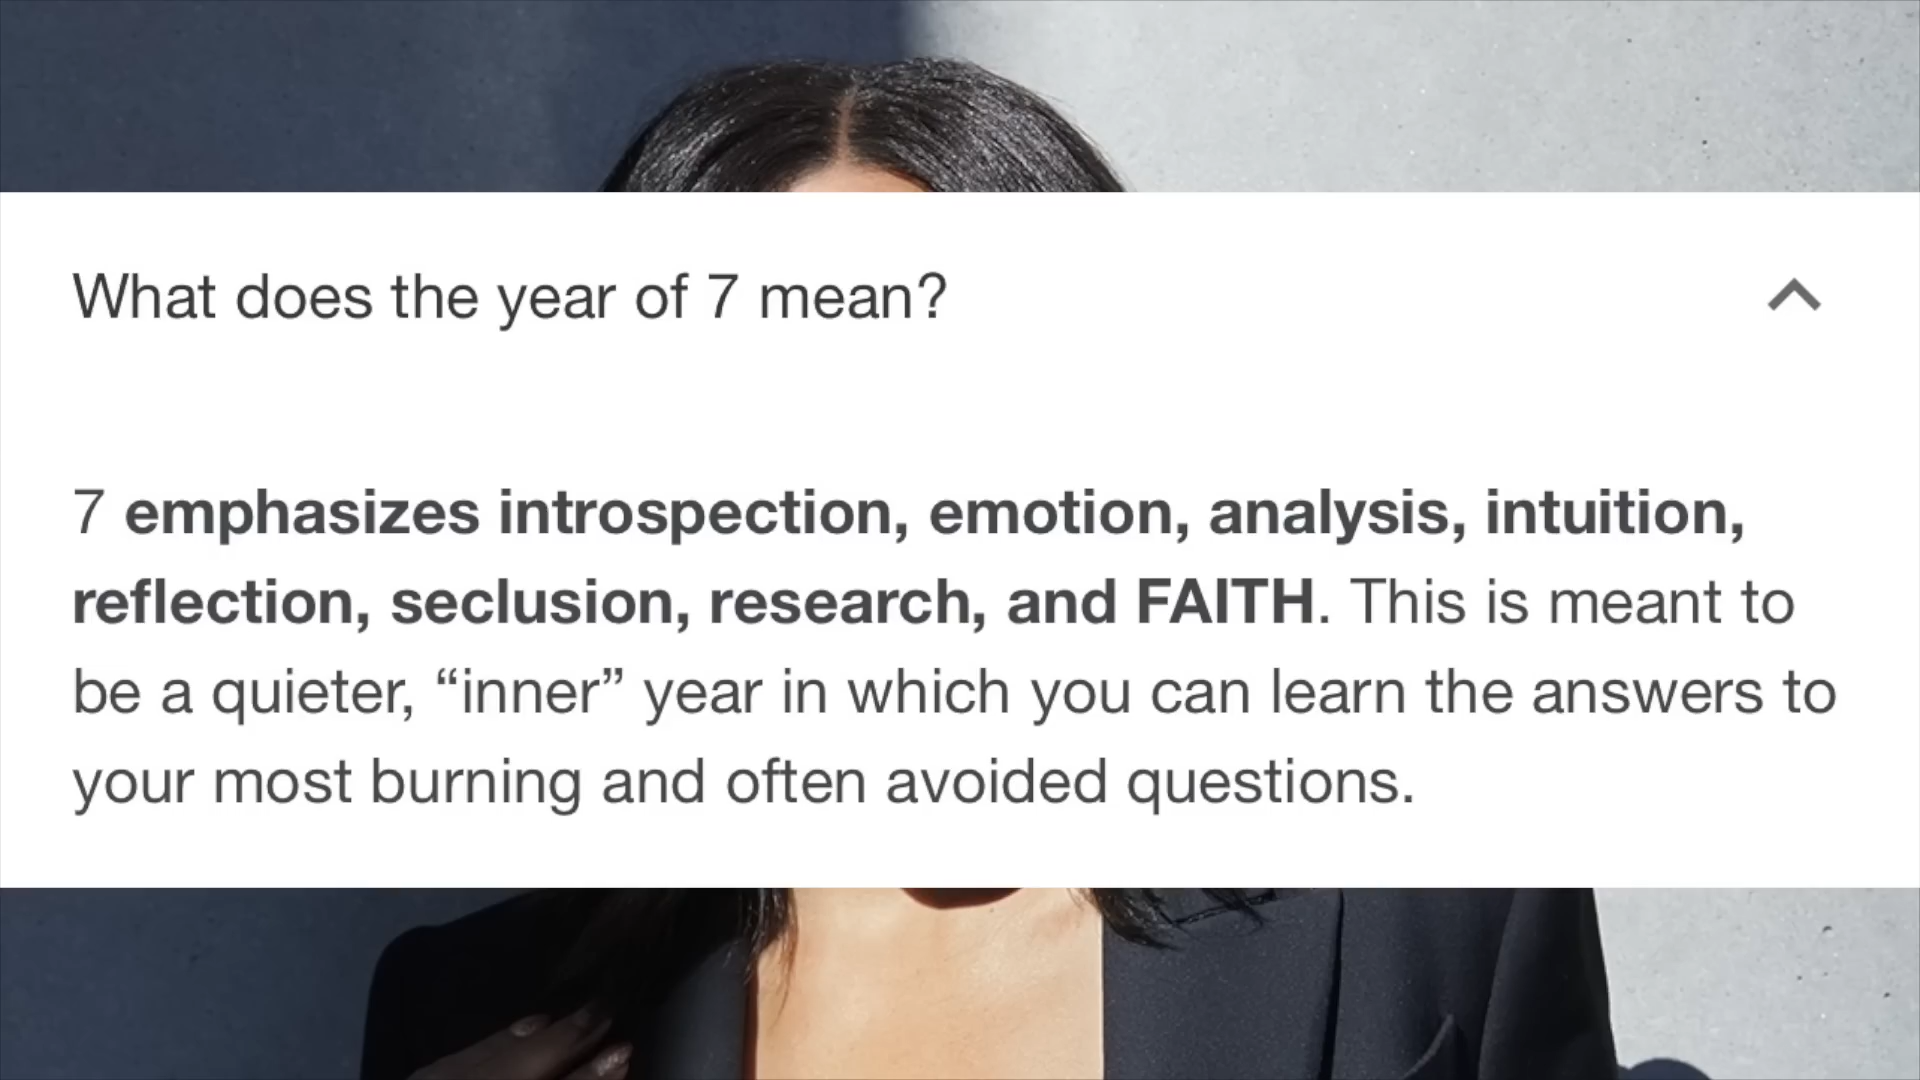 What does the year of 7 mean?
7 emphasizes introspection, emotion, analysis, intuition,
reflection, seclusion, research, and FAITH. This is meant to
be a quieter, “inner” year in which you can learn the answers to
your most burning and often avoided questions.